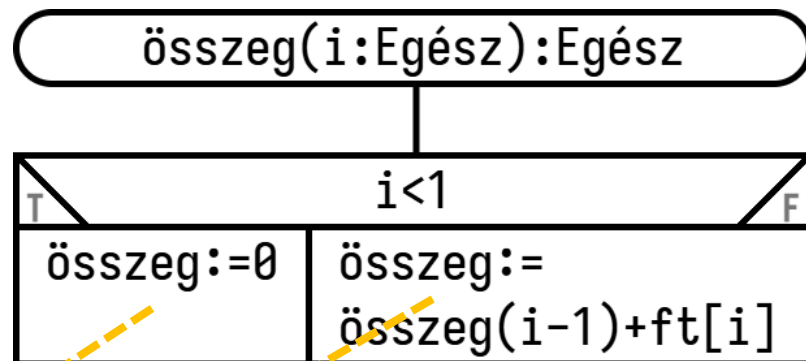 összeg(i:Egész):Egész
i<1
T
F
összeg:=0
összeg:=
összeg(i-1)+ft[i]